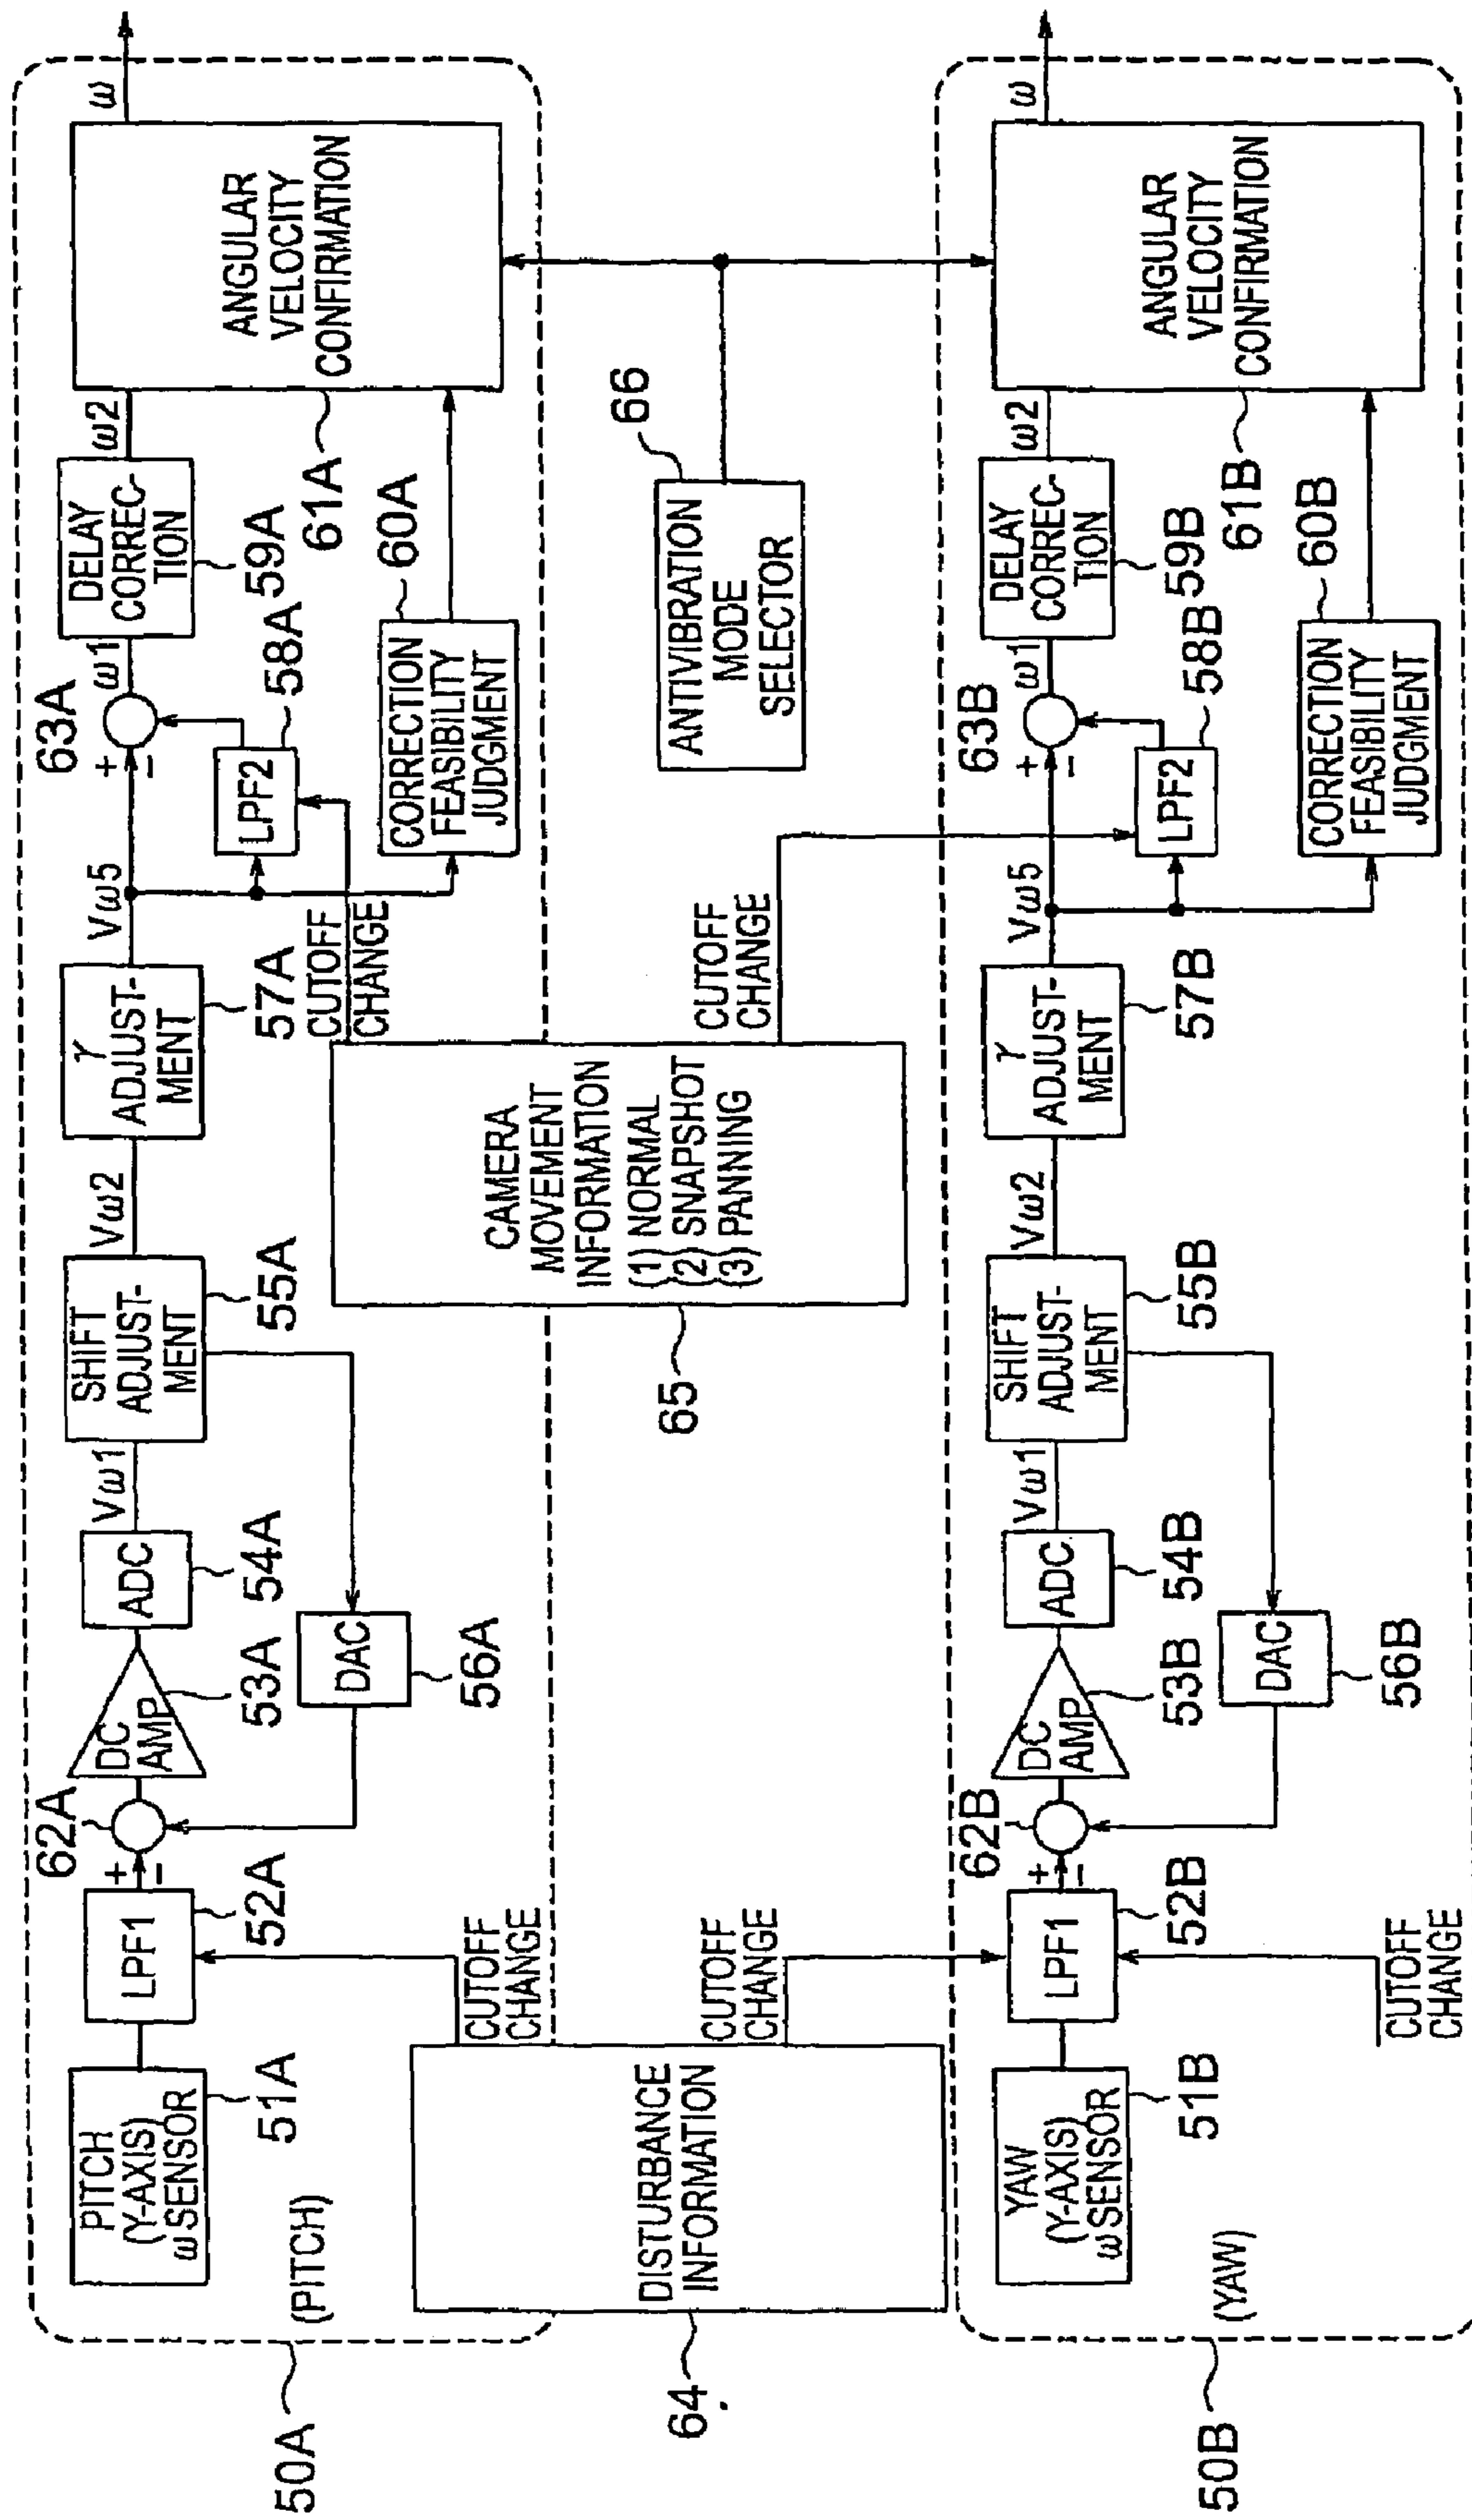 50A
(PITCH)
PITCH
(Y-AXIS)
ωSENSOR
51A
LPF1
52A
CUTOFF
CHANGE
62A
+
−
DC
AMP
53A
ADC
54A
DAC
56A
Vω1
SHIFT
ADJUST-
MENT
55A
Vω2
γ
ADJUST-
MENT
57A
Vω5
CUTOFF
CHANGE
63A
+
−
LPF2
58A
ω1
DELAY
CORREC-
TION
59A
CORRECTION
FEASIBILITY
JUDGMENT
60A
ω2
ANGULAR
VELOCITY
CONFIRMATION
61A
ω
64
DISTURBANCE
INFORMATION
CUTOFF
CHANGE
65
CAMERA
MOVEMENT
INFORMATION
(1) NORMAL
(2) SNAPSHOT
(3) PANNING
CUTOFF
CHANGE
ANTIVIBRATION
MODE
SELECTOR
66
50B
(YAW)
YAW
(Y-AXIS)
ωSENSOR
51B
LPF1
52B
CUTOFF
CHANGE
62B
+
−
DC
AMP
53B
ADC
54B
DAC
56B
Vω1
SHIFT
ADJUST-
MENT
55B
Vω2
γ
ADJUST-
MENT
57B
Vω5
63B
+
−
LPF2
58B
ω1
DELAY
CORREC-
TION
59B
CORRECTION
FEASIBILITY
JUDGMENT
60B
ω2
ANGULAR
VELOCITY
CONFIRMATION
61B
ω